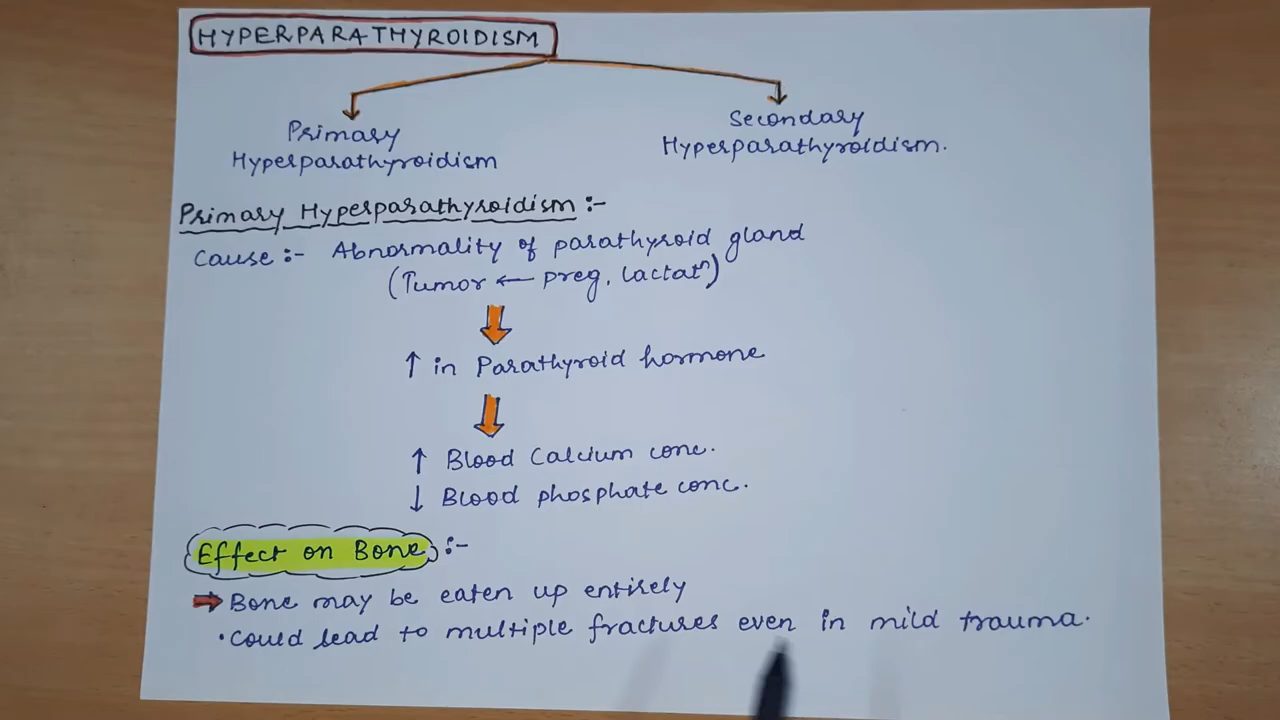 HYPERPARATHYROIDISM
Primary
Hyperparathyroidism
Secondary
Hyperparathyroidism.
Primary Hyperparathyroidism :-
Cause :- Abnormality of parathyroid gland
(Tumor ← preg, lactatⁿ)
↑ in Parathyroid hormone
↑ Blood Calcium conc.
↓ Blood phosphate conc.
Effect on Bone :-
⇒ Bone may be eaten up entirely
• Could lead to multiple fractures even in mild trauma.